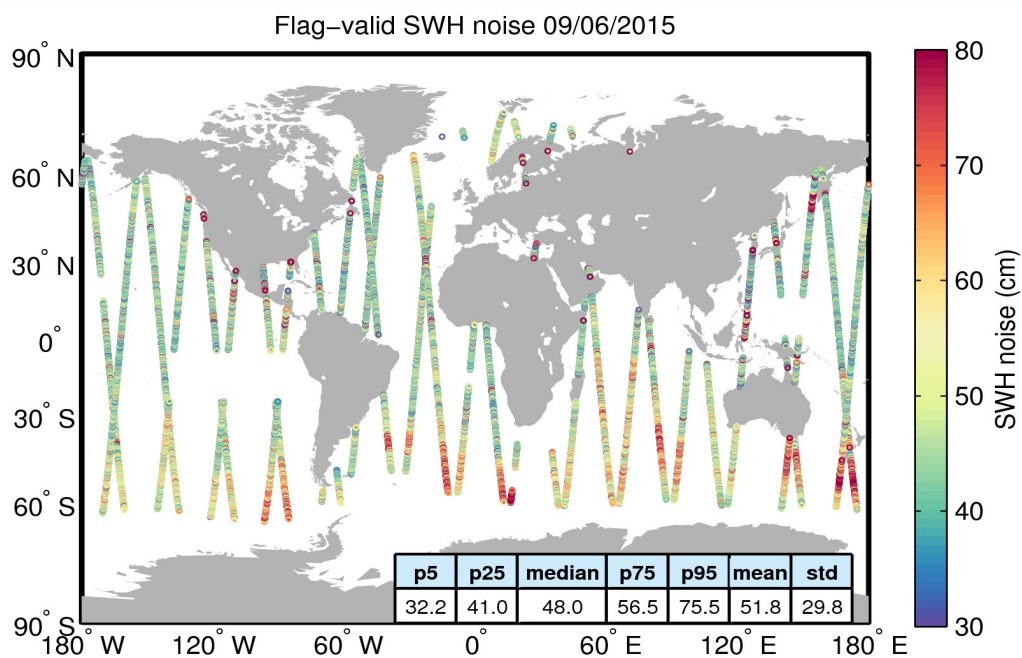 Flag−valid SWH noise 09/06/2015
90° N
60° N
30° N
0°
30° S
60° S
90° S
180° W
120° W
60° W
0°
60° E
120° E
180° E
p5 p25 median p75 p95 mean std
32.2 41.0 48.0 56.5 75.5 51.8 29.8
80
70
60
50
40
30
SWH noise (cm)